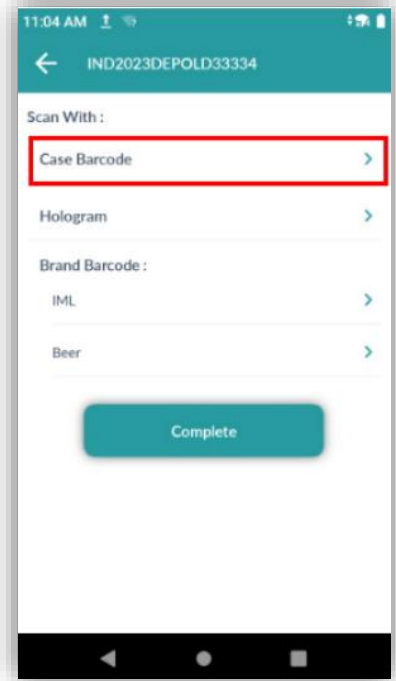 11:04 AM
IND2023DEPOLD33334
Scan With :
Case Barcode
Hologram
Brand Barcode :
IML
Beer
Complete